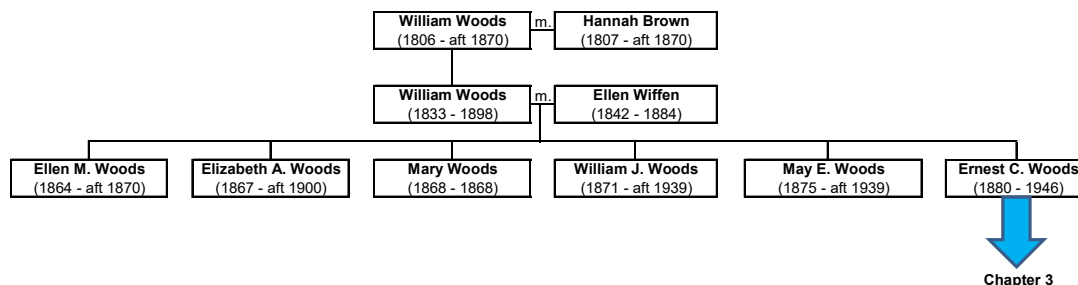 William Woods m. Hannah Brown
(1806 - aft 1870) (1807 - aft 1870)
William Woods m. Ellen Wiffen
(1833 - 1898) (1842 - 1884)
Ellen M. Woods Elizabeth A. Woods Mary Woods William J. Woods May E. Woods Ernest C. Woods
(1864 - aft 1870) (1867 - aft 1900) (1868 - 1868) (1871 - aft 1939) (1875 - aft 1939) (1880 - 1946)
Chapter 3